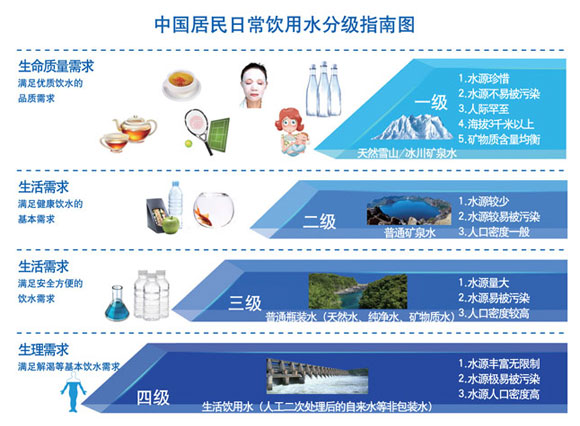 中国居民日常饮用水分级指南图
生命质量需求
满足优质饮水的
品质需求
一级
1.水源珍惜
2.水源不易被污染
3.人际罕至
4.海拔3千米以上
5.矿物质含量均衡
天然雪山/冰川矿泉水
生活需求
满足健康饮水的
基本需求
二级
1.水源较少
2.水源较易被污染
3.人口密度一般
普通矿泉水
生活需求
满足安全方便的
饮水需求
三级
1.水源量大
2.水源易被污染
3.人口密度较高
普通瓶装水（天然水、纯净水、矿物质水）
生理需求
满足解渴等基本饮水需求
四级
1.水源丰富无限制
2.水源极易被污染
3.水源人口密度高
生活饮用水（人工二次处理后的自来水等非包装水）